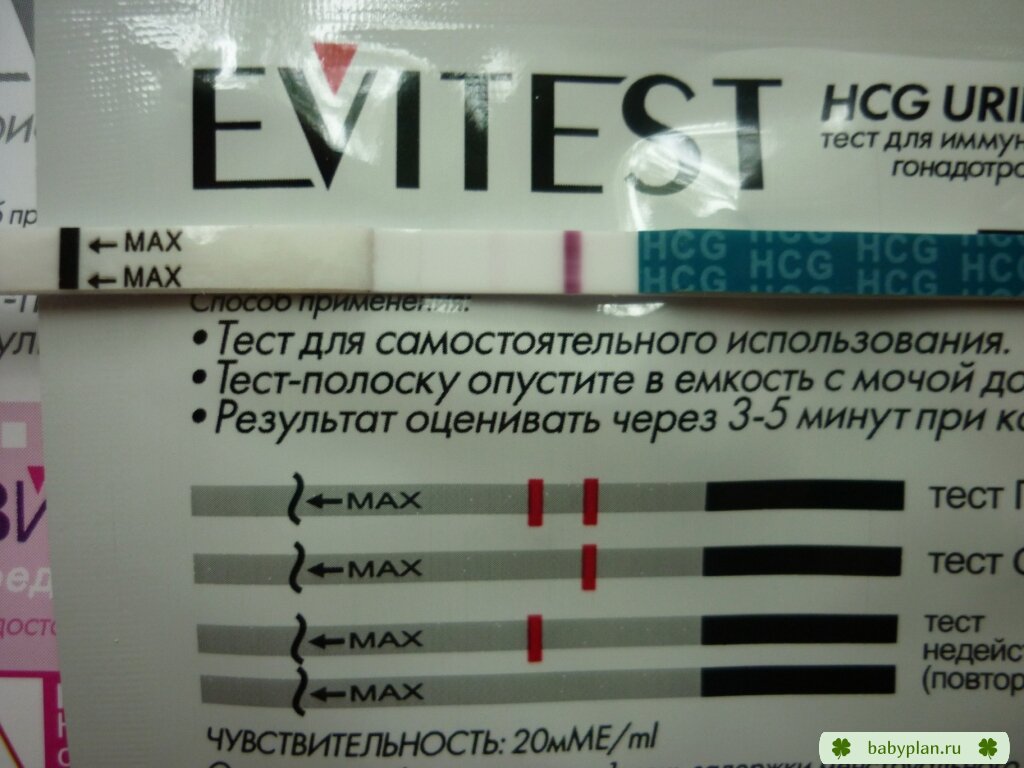 EVITEST
HCG URI
тест для иммун
гонадотро
MAX
MAX
HCG HCG HCG HCG
HCG HCG HCG HCG
Способ применения:
• Тест для самостоятельного использования.
• Тест-полоску опустите в емкость с мочой до
• Результат оценивать через 3-5 минут при к
MAX тест П
MAX тест О
MAX тест
недейс
(повтор
MAX
ЧУВСТВИТЕЛЬНОСТЬ: 20мМЕ/ml
babyplan.ru